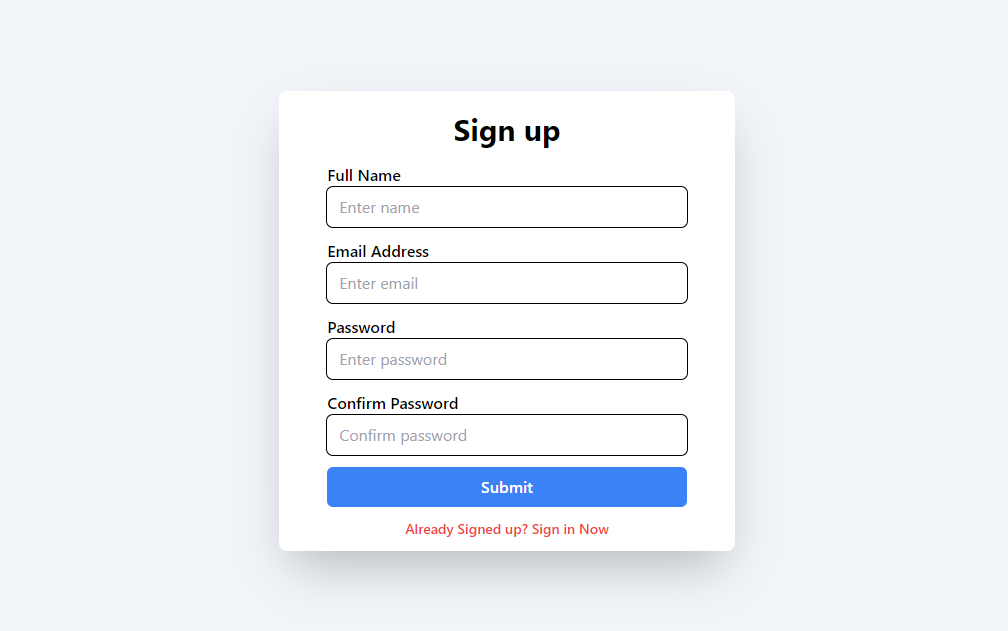 Sign up
Full Name
Enter name
Email Address
Enter email
Password
Enter password
Confirm Password
Confirm password
Submit
Already Signed up? Sign in Now